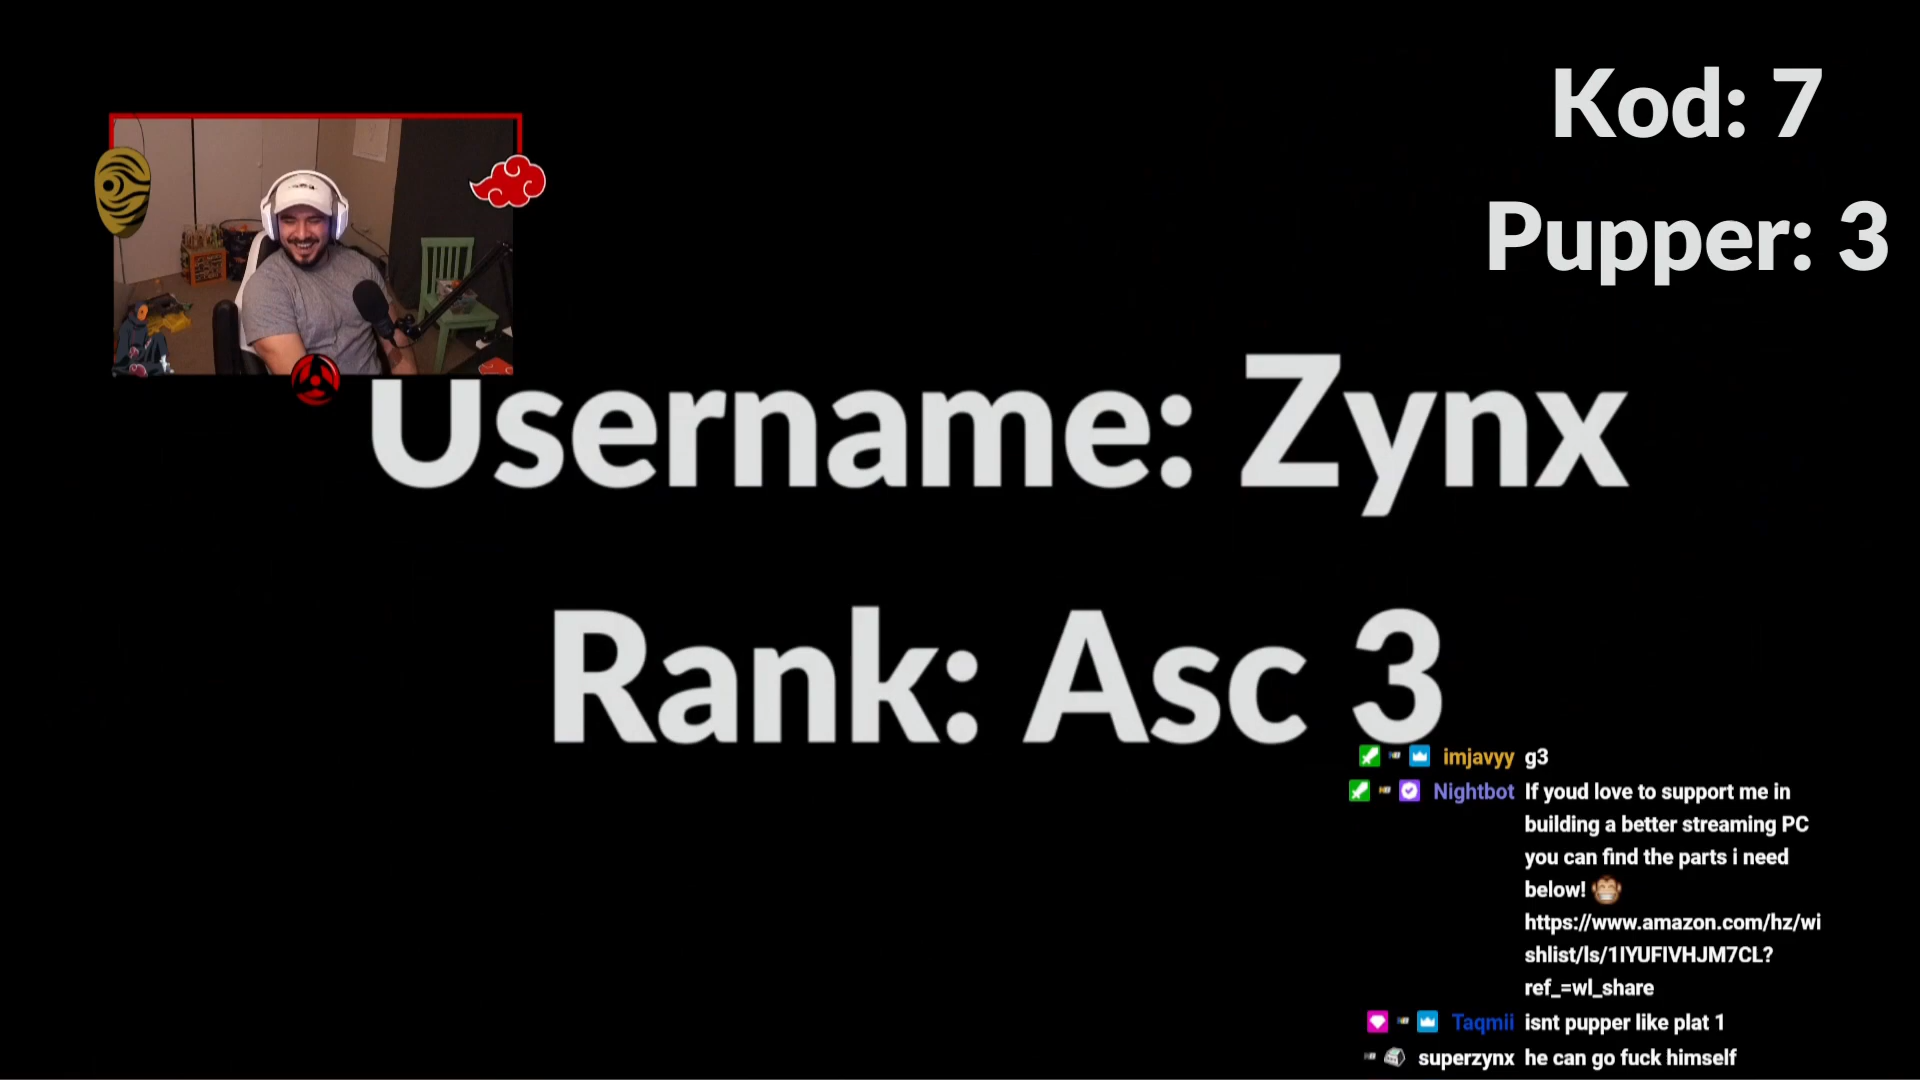 Kod: 7
Pupper: 3
Username: Zynx
Rank: Asc 3
imjavyy g3
Nightbot If youd love to support me in
building a better streaming PC
you can find the parts i need
below!
https://www.amazon.com/hz/wi
shlist/ls/1IYUFIVHJM7CL?
ref_=wl_share
Taqmii isnt pupper like plat 1
superzynx he can go fuck himself